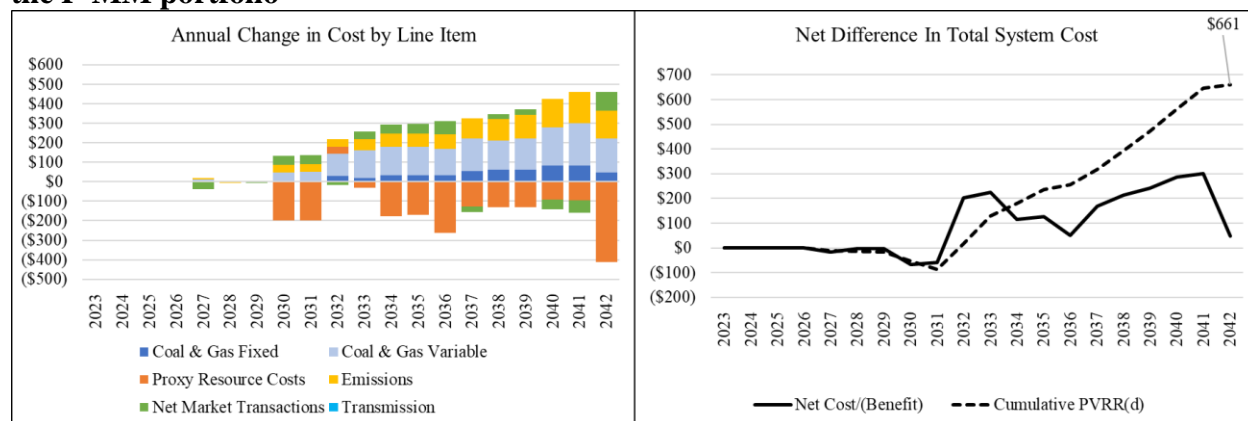 the P-MM portfolio
Annual Change in Cost by Line Item
$600
$500
$400
$300
$200
$100
$0
($100)
($200)
($300)
($400)
($500)
2023 2024 2025 2026 2027 2028 2029 2030 2031 2032 2033 2034 2035 2036 2037 2038 2039 2040 2041 2042
Coal & Gas Fixed Coal & Gas Variable
Proxy Resource Costs Emissions
Net Market Transactions Transmission
Net Difference In Total System Cost
$661
$700
$600
$500
$400
$300
$200
$100
$0
($100)
($200)
2023 2024 2025 2026 2027 2028 2029 2030 2031 2032 2033 2034 2035 2036 2037 2038 2039 2040 2041 2042
Net Cost/(Benefit) Cumulative PVRR(d)